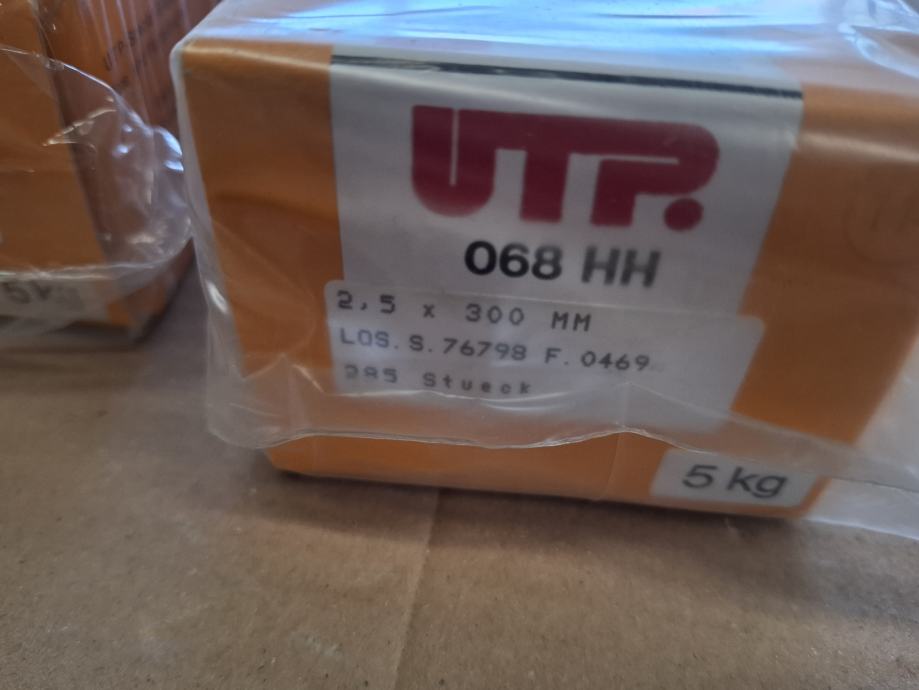 UTP.
068 HH
2,5 x 300 MM
LOS.S.76798 F.0469
285 Stueck
5 kg